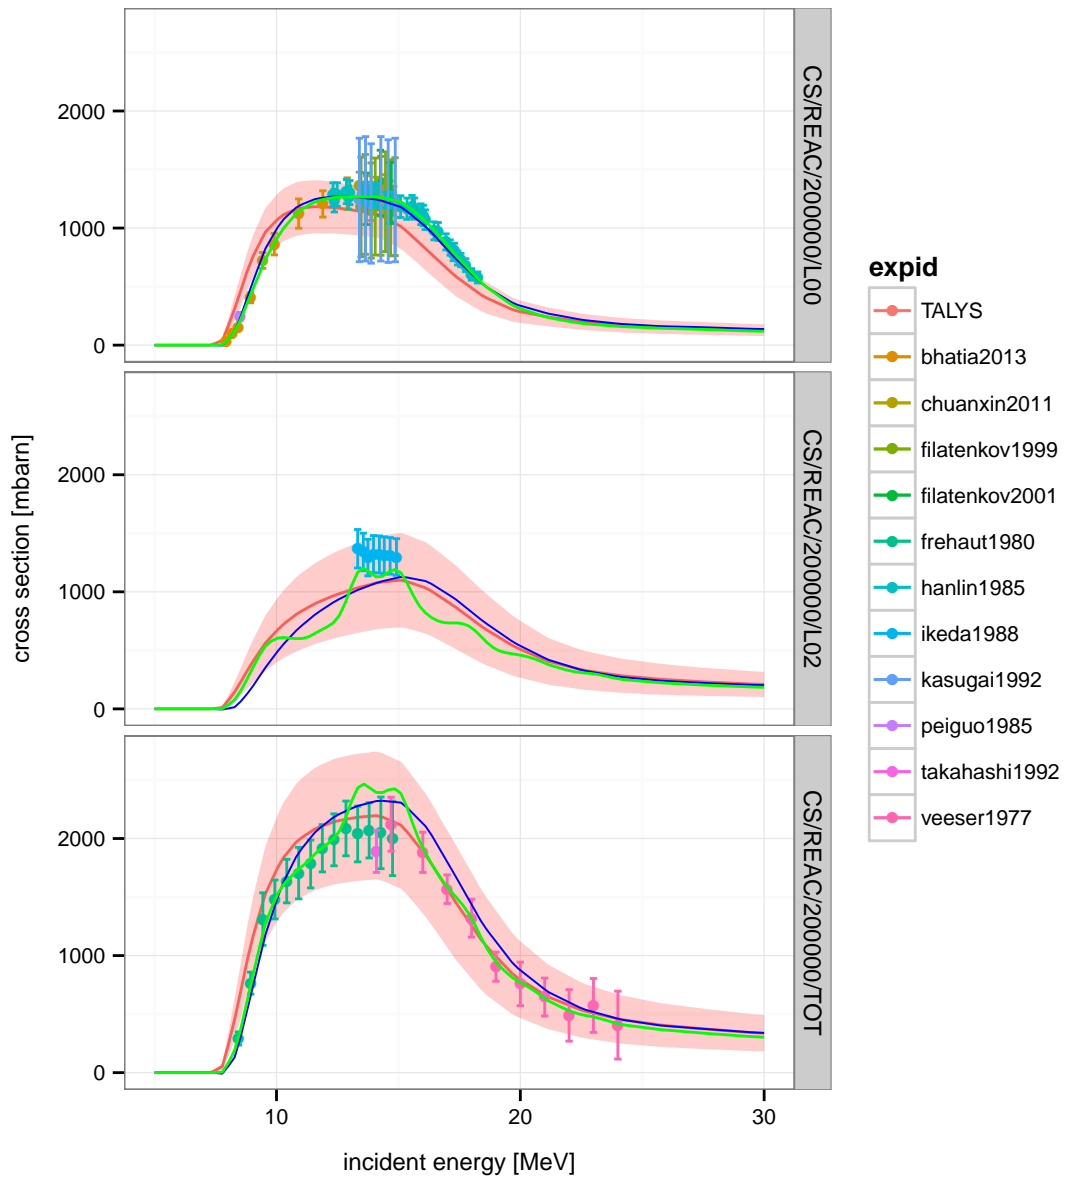 2000
1000
0
CS/REAC/200000/L00
2000
1000
0
CS/REAC/200000/L02
2000
1000
0
CS/REAC/200000/TOT
10
20
30
incident energy [MeV]
cross section [mbarn]
expid
TALYS
bhatia2013
chuanxin2011
filatenkov1999
filatenkov2001
frehaut1980
hanlin1985
ikeda1988
kasugai1992
peiguo1985
takahashi1992
veeser1977